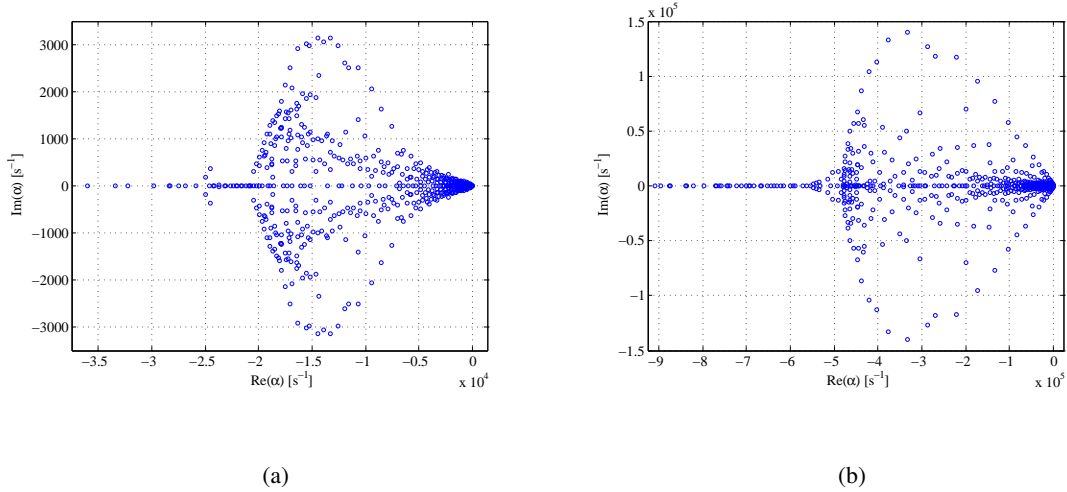 x 10⁵
3000
2000
1000
0
−1000
−2000
−3000
Im(α) [s⁻¹]
−3.5 −3 −2.5 −2 −1.5 −1 −0.5 0
Re(α) [s⁻¹]
x 10⁴
1.5
1
0.5
0
−0.5
−1
−1.5
Im(α) [s⁻¹]
−9 −8 −7 −6 −5 −4 −3 −2 −1 0
Re(α) [s⁻¹]
x 10⁵
(a) (b)